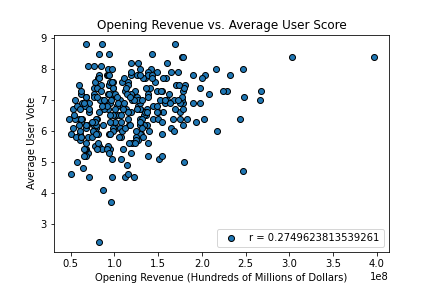 Opening Revenue vs. Average User Score
Average User Vote
9
8
7
6
5
4
3
r = 0.2749623813539261
0.5 1.0 1.5 2.0 2.5 3.0 3.5 4.0
1e8
Opening Revenue (Hundreds of Millions of Dollars)